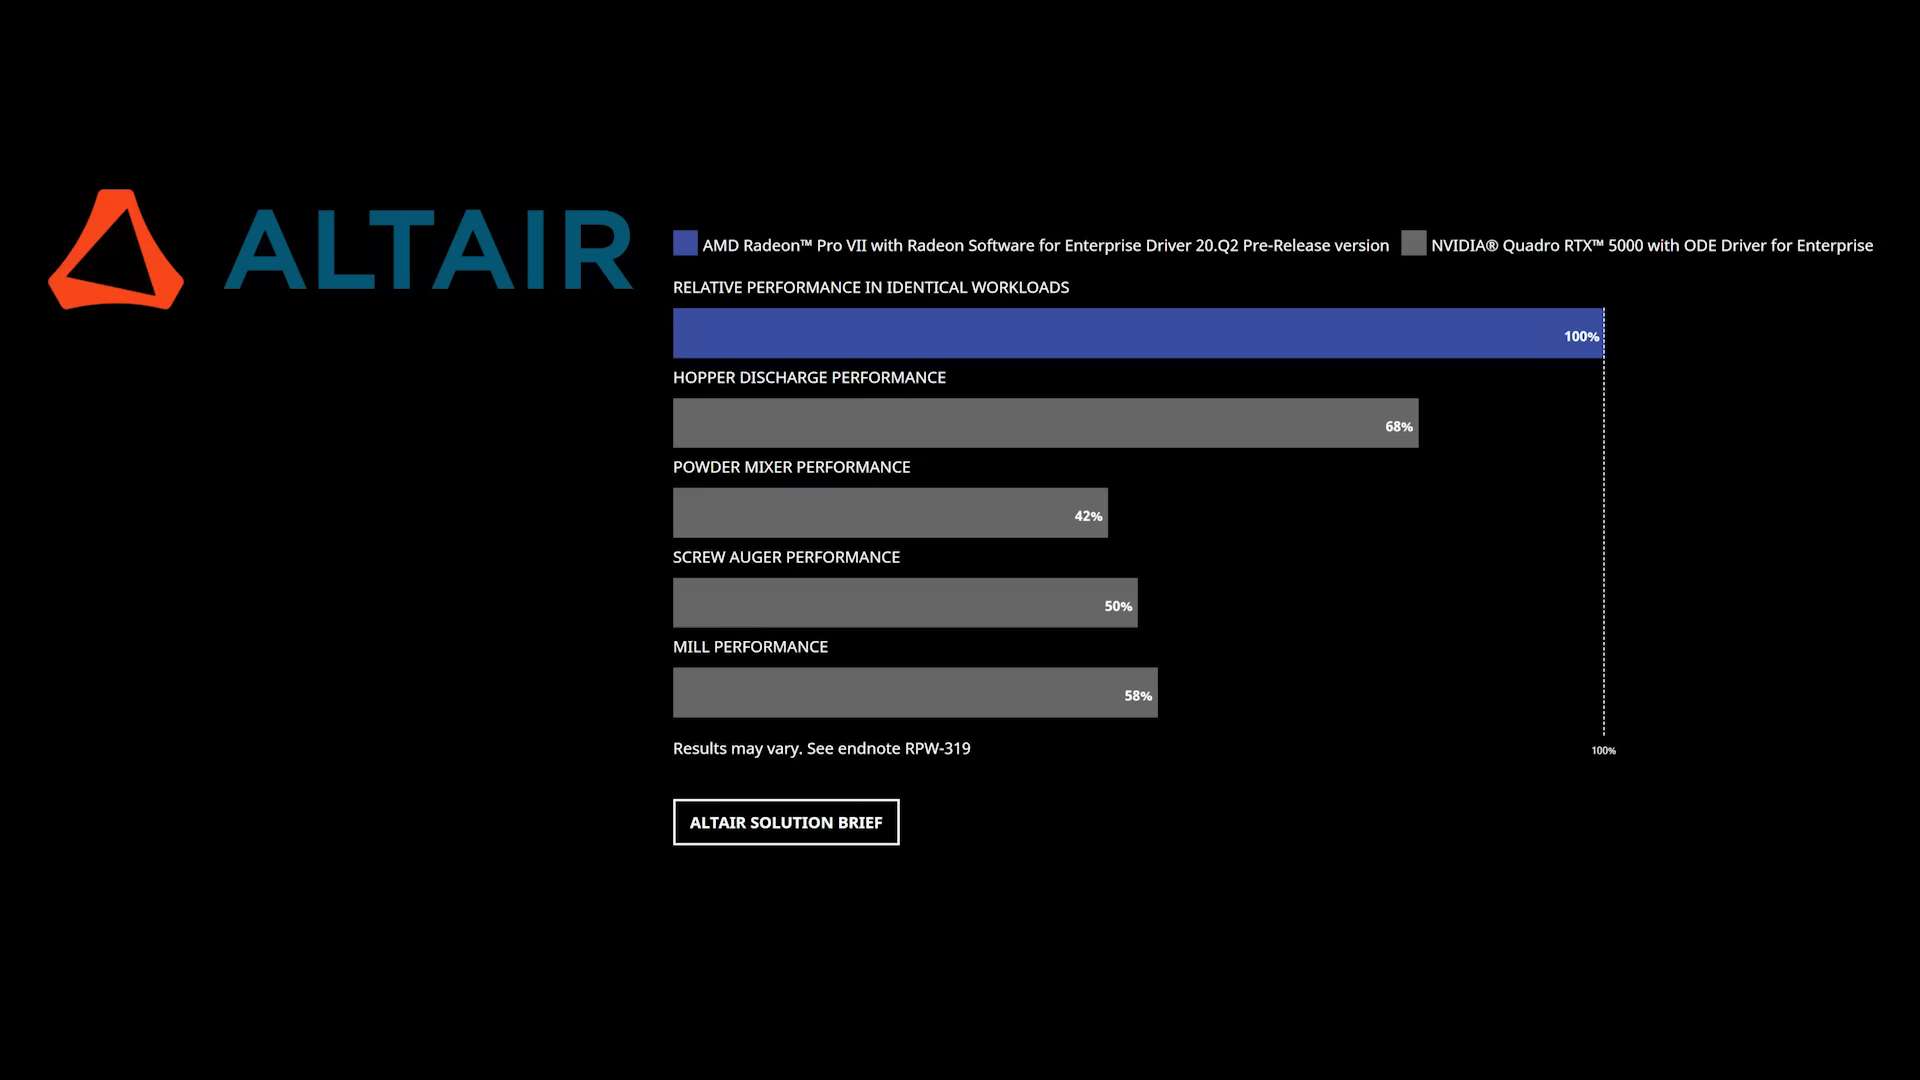 ALTAIR
AMD Radeon™ Pro VII with Radeon Software for Enterprise Driver 20.Q2 Pre-Release version NVIDIA® Quadro RTX™ 5000 with ODE Driver for Enterprise
RELATIVE PERFORMANCE IN IDENTICAL WORKLOADS
100%
HOPPER DISCHARGE PERFORMANCE
68%
POWDER MIXER PERFORMANCE
42%
SCREW AUGER PERFORMANCE
50%
MILL PERFORMANCE
58%
Results may vary. See endnote RPW-319
100%
ALTAIR SOLUTION BRIEF